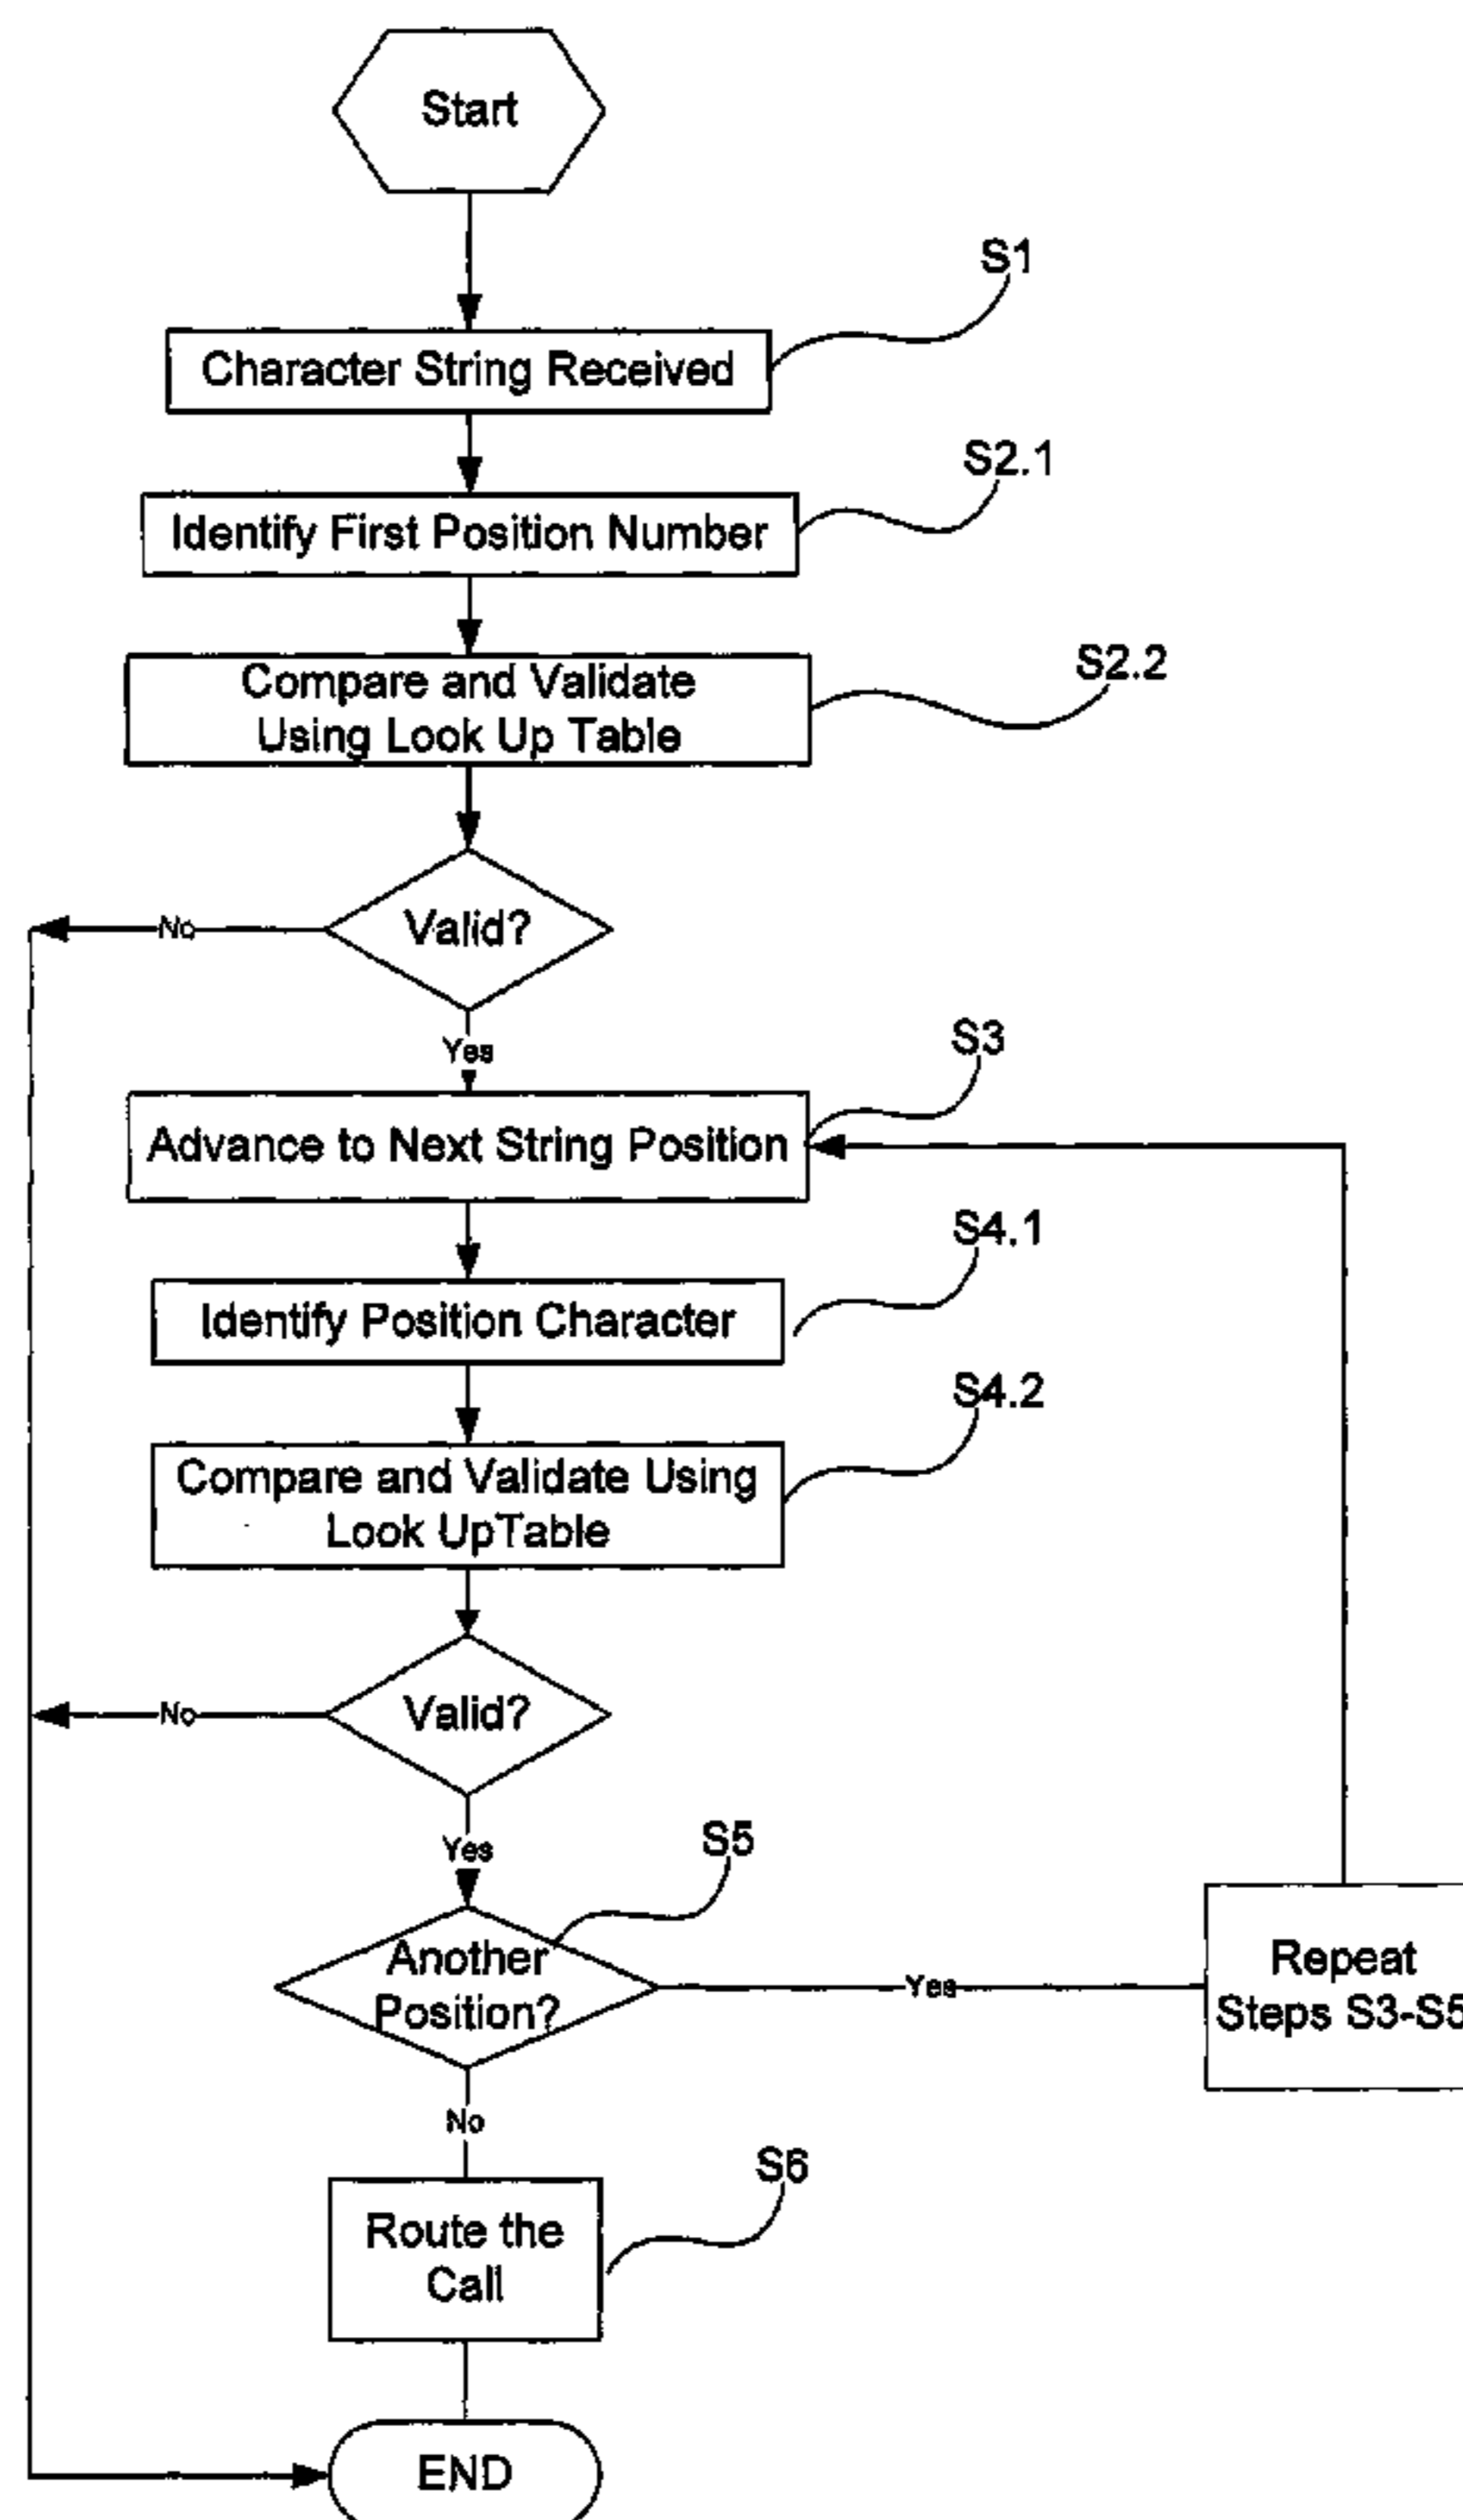 Start
S1
Character String Received
S2.1
Identify First Position Number
S2.2
Compare and Validate
Using Look Up Table
Valid?
No
Yes
S3
Advance to Next String Position
S4.1
Identify Position Character
S4.2
Compare and Validate Using
Look UpTable
Valid?
No
Yes
S5
Another
Position?
Yes
Repeat
Steps S3-S5
No
S6
Route the
Call
END